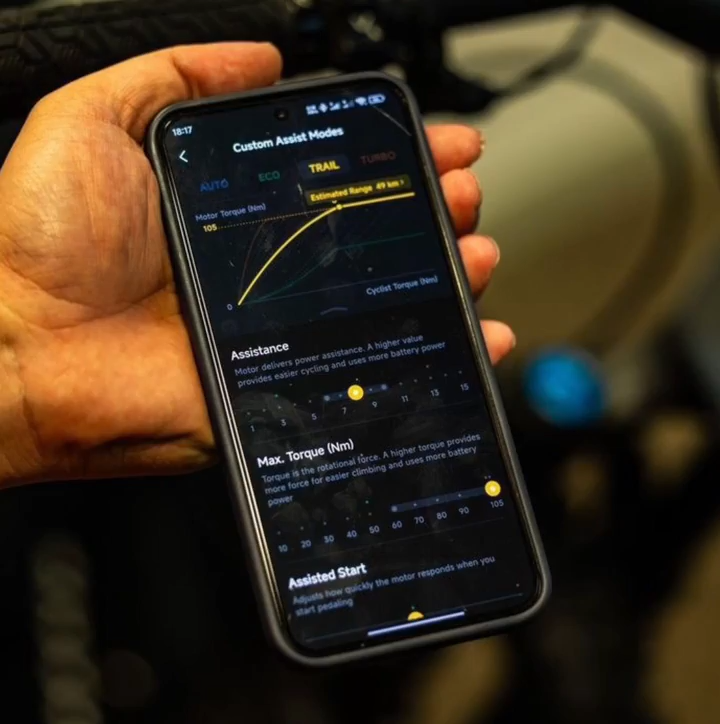 18:17
Custom Assist Modes
AUTO ECO TRAIL TURBO
Estimated Range 49 km
Motor Torque (Nm)
105
0
Cyclist Torque (Nm)
Assistance
Motor delivers power assistance. A higher value
provides easier cycling and uses more battery power
1 3 5 7 9 11 13 15
Max. Torque (Nm)
Torque is the rotational force. A higher torque provides
more force for easier climbing and uses more battery
power
10 20 30 40 50 60 70 80 90 105
Assisted Start
Adjusts how quickly the motor responds when you
start pedaling